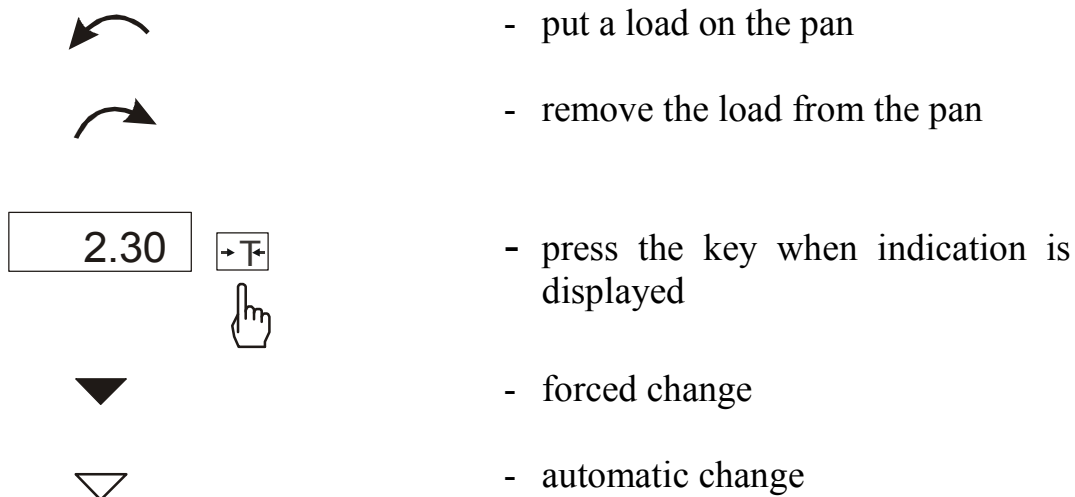 - put a load on the pan
- remove the load from the pan
2.30 →T← - press the key when indication is
displayed
- forced change
- automatic change